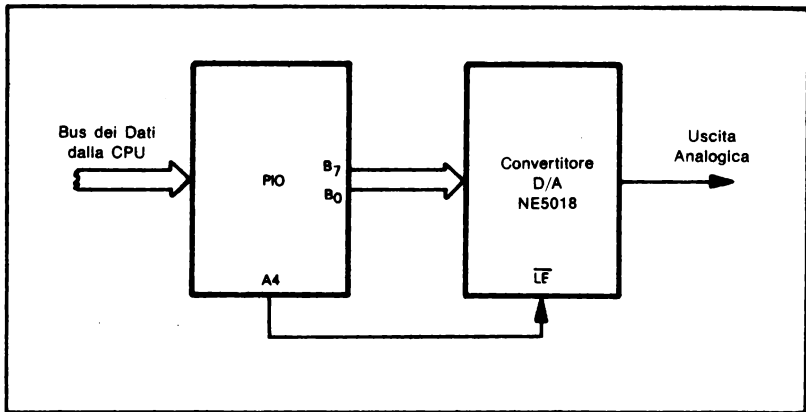 Bus dei Dati
dalla CPU
PIO
B7
B0
A4
Convertitore
D/A
NE5018
LE
Uscita
Analogica